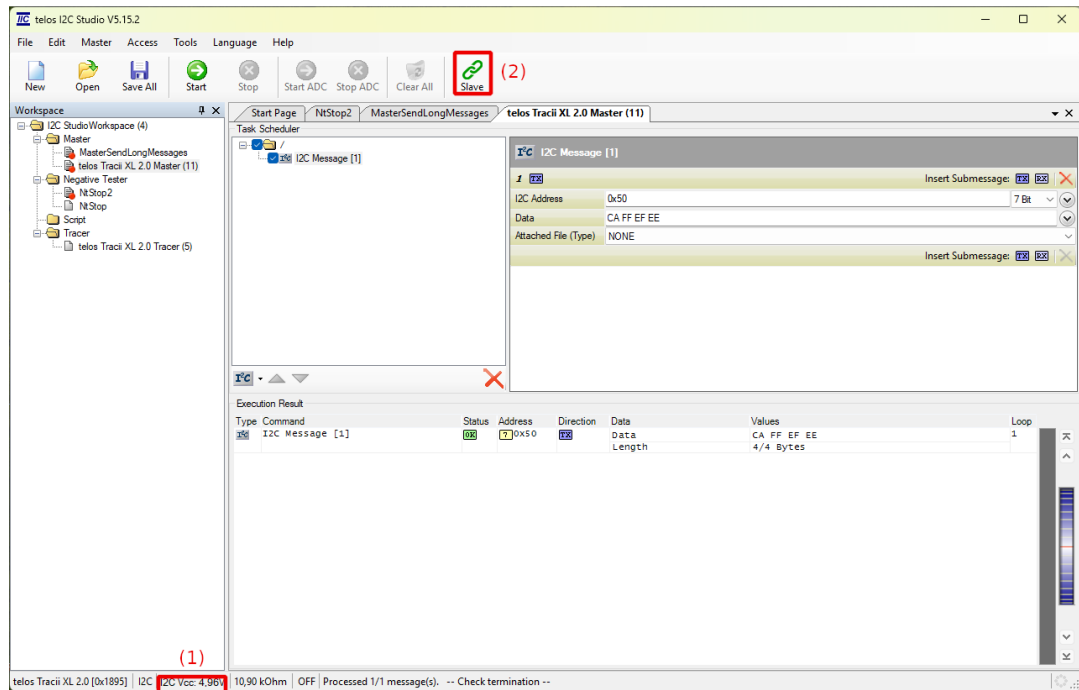 IIC telos I2C Studio V5.15.2
File Edit Master Access Tools Language Help
(2)
New Open Save All Start Stop Start ADC Stop ADC Clear All Slave
Workspace
I2C StudioWorkspace (4)
Master
MasterSendLongMessages
telos Tracii XL 2.0 Master (11)
Negative Tester
NtStop2
NtStop
Script
Tracer
telos Tracii XL 2.0 Tracer (5)
Start Page NtStop2 MasterSendLongMessages telos Tracii XL 2.0 Master (11)
Task Scheduler
/
I²C I2C Message [1]
I²C I2C Message [1]
1 TX Insert Submessage: TX RX
I2C Address 0x50 7 Bit
Data CA FF EF EE
Attached File (Type) NONE
Insert Submessage: TX RX
I²C
Execution Result
Type Command Status Address Direction Data Values Loop
I²C I2C Message [1] OK 7 0x50 TX Data CA FF EF EE 1
Length 4/4 Bytes
(1)
telos Tracii XL 2.0 [0x1895] I2C I2C Vcc: 4,96V 10,90 kOhm OFF Processed 1/1 message(s). -- Check termination --